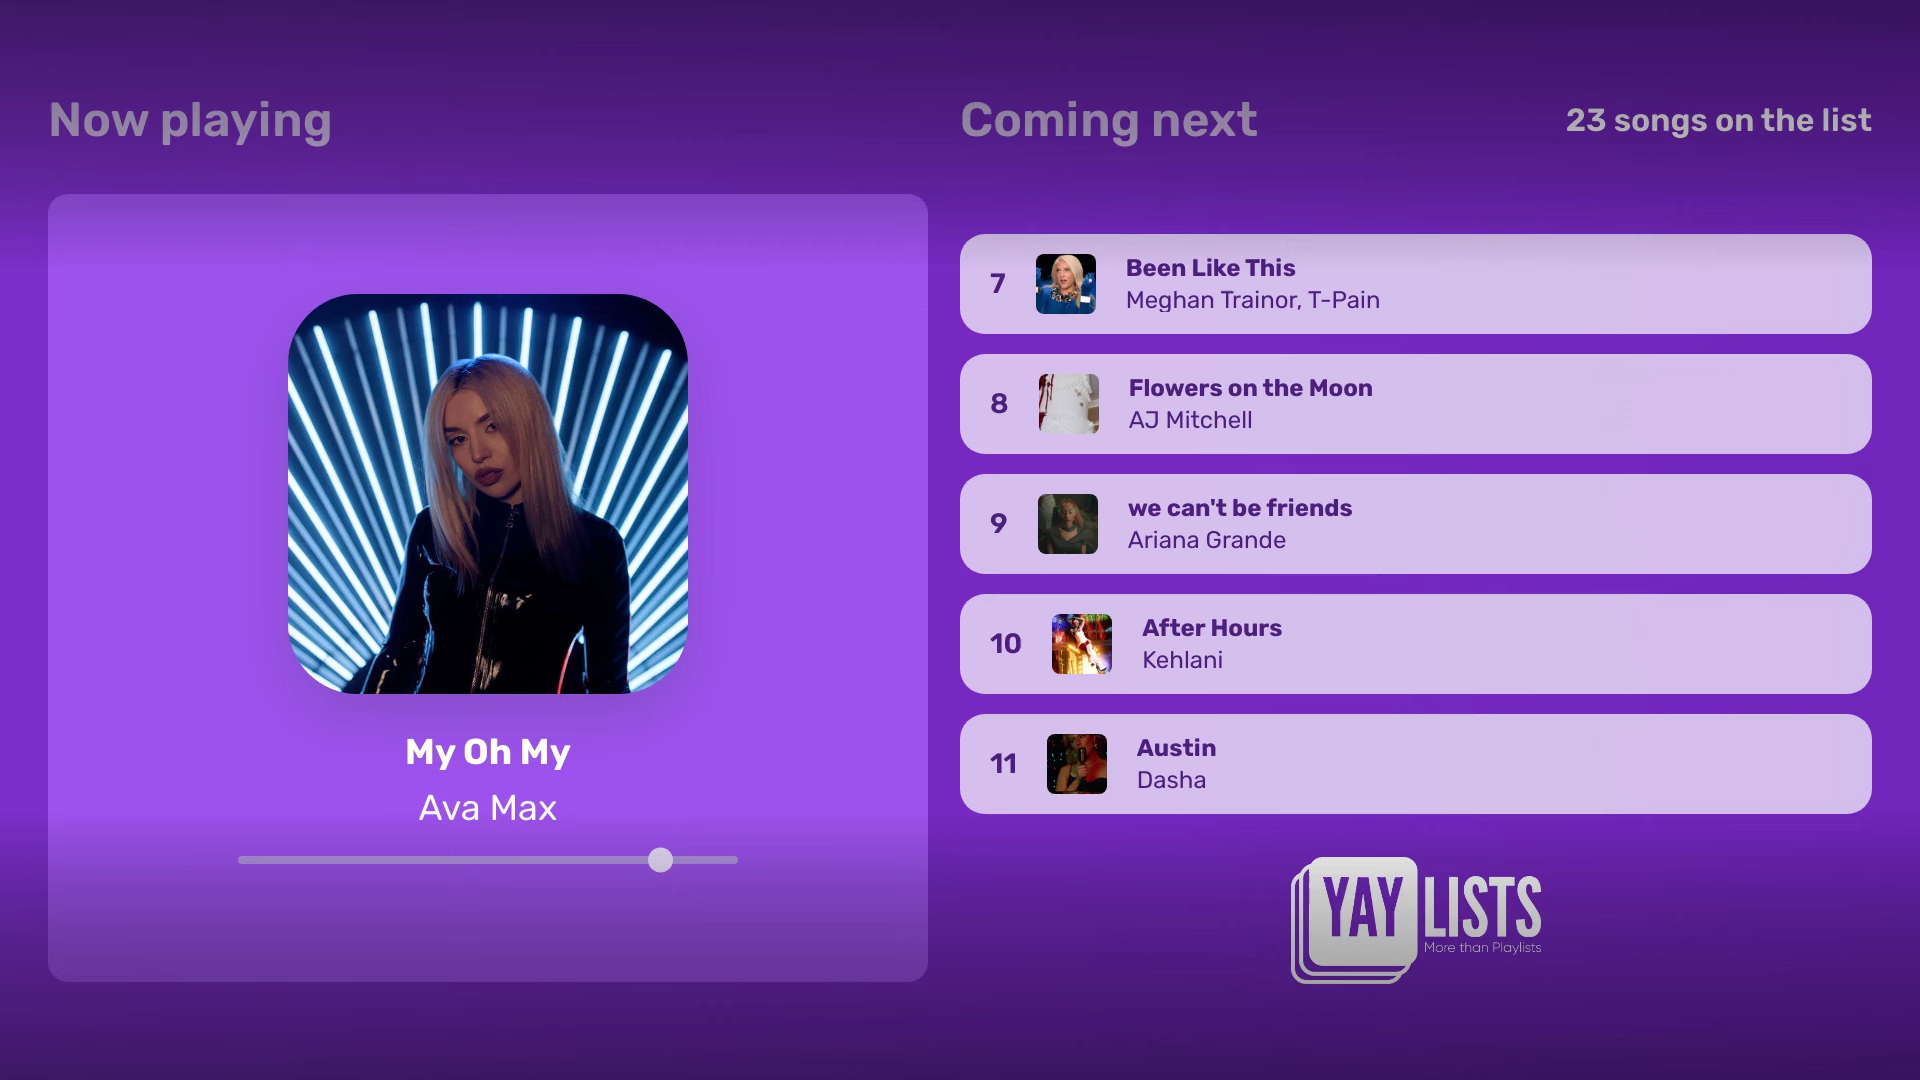 Now playing
Coming next
23 songs on the list
My Oh My
Ava Max
7
Been Like This
Meghan Trainor, T-Pain
8
Flowers on the Moon
AJ Mitchell
9
we can't be friends
Ariana Grande
10
After Hours
Kehlani
11
Austin
Dasha
YAY LISTS
More than Playlists